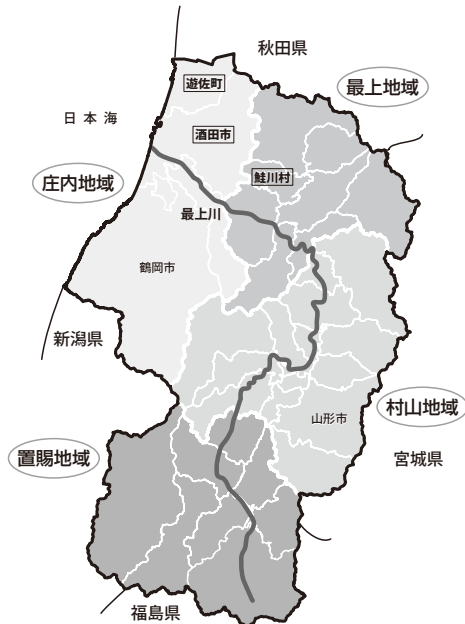 秋田県
最上地域
遊佐町
日本海
酒田市
庄内地域
鮭川村
最上川
鶴岡市
新潟県
村山地域
山形市
置賜地域
宮城県
福島県